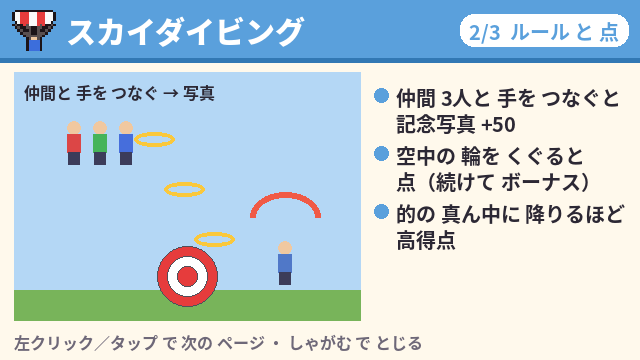 スカイダイビング
2/3 ルール と 点
仲間と 手を つなぐ → 写真
仲間 3人と 手を つなぐと
記念写真 +50
空中の 輪を くぐると
点（続けて ボーナス）
的の 真ん中に 降りるほど
高得点
左クリック／タップ で 次の ページ ・ しゃがむ で とじる